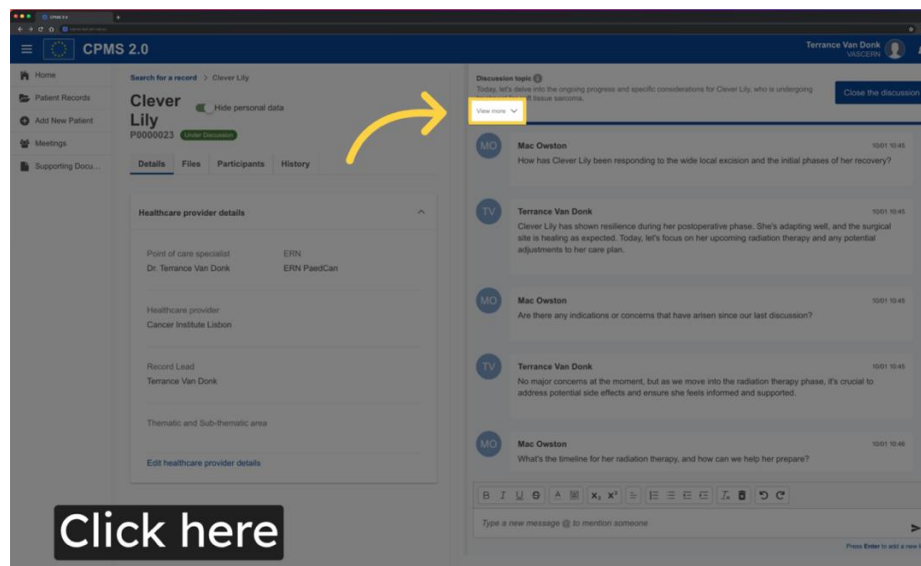 CPMS 2.0
Terrance Van Donk
VASCERN
Home
Patient Records
Add New Patient
Meetings
Supporting Docu...
Search for a record > Clever Lily
Clever
Lily
Hide personal data
P0000023 Under Discussion
Details Files Participants History
Healthcare provider details
Point of care specialist ERN
Dr. Terrance Van Donk ERN PaedCan
Healthcare provider
Cancer Institute Lisbon
Record Lead
Terrance Van Donk
Thematic and Sub-thematic area
Edit healthcare provider details
Click here
Discussion topic
Today, let's delve into the ongoing progress and specific considerations for Clever Lily, who is undergoing
tissue sarcoma.
View more
Close the discussion
MO Mac Owston 10/01 10:45
How has Clever Lily been responding to the wide local excision and the initial phases of her recovery?
TV Terrance Van Donk 10/01 10:45
Clever Lily has shown resilience during her postoperative phase. She's adapting well, and the surgical
site is healing as expected. Today, let's focus on her upcoming radiation therapy and any potential
adjustments to her care plan.
MO Mac Owston 10/01 10:45
Are there any indications or concerns that have arisen since our last discussion?
TV Terrance Van Donk 10/01 10:45
No major concerns at the moment, but as we move into the radiation therapy phase, it's crucial to
address potential side effects and ensure she feels informed and supported.
MO Mac Owston 10/01 10:46
What's the timeline for her radiation therapy, and how can we help her prepare?
Type a new message @ to mention someone
Press Enter to add a new